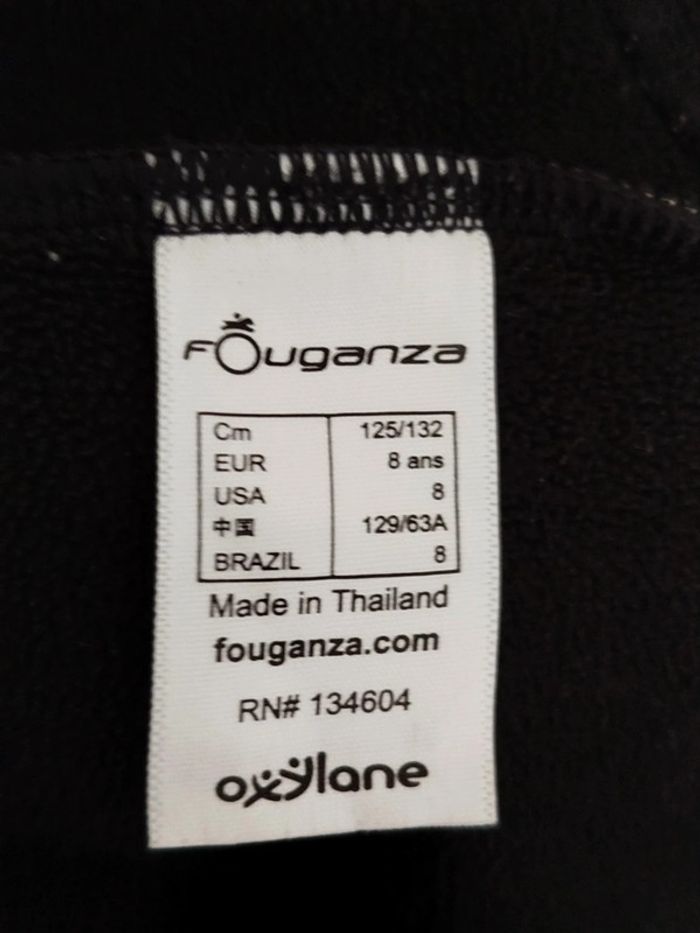 Fouganza
Cm 125/132
EUR 8 ans
USA 8
中国 129/63A
BRAZIL 8
Made in Thailand
fouganza.com
RN# 134604
oxylane